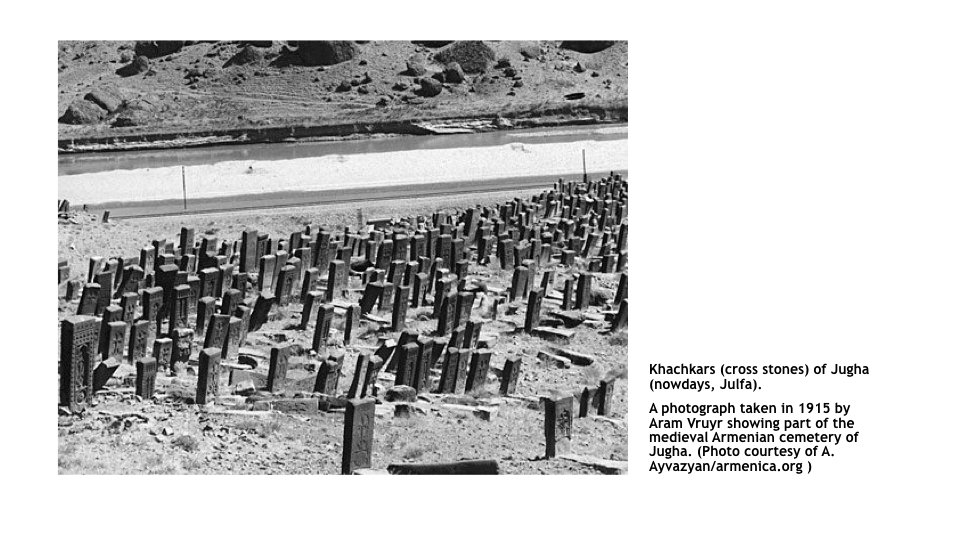 Khachkars (cross stones) of Jugha
(nowdays, Julfa).
A photograph taken in 1915 by
Aram Vruyr showing part of the
medieval Armenian cemetery of
Jugha. (Photo courtesy of A.
Ayvazyan/armenica.org )